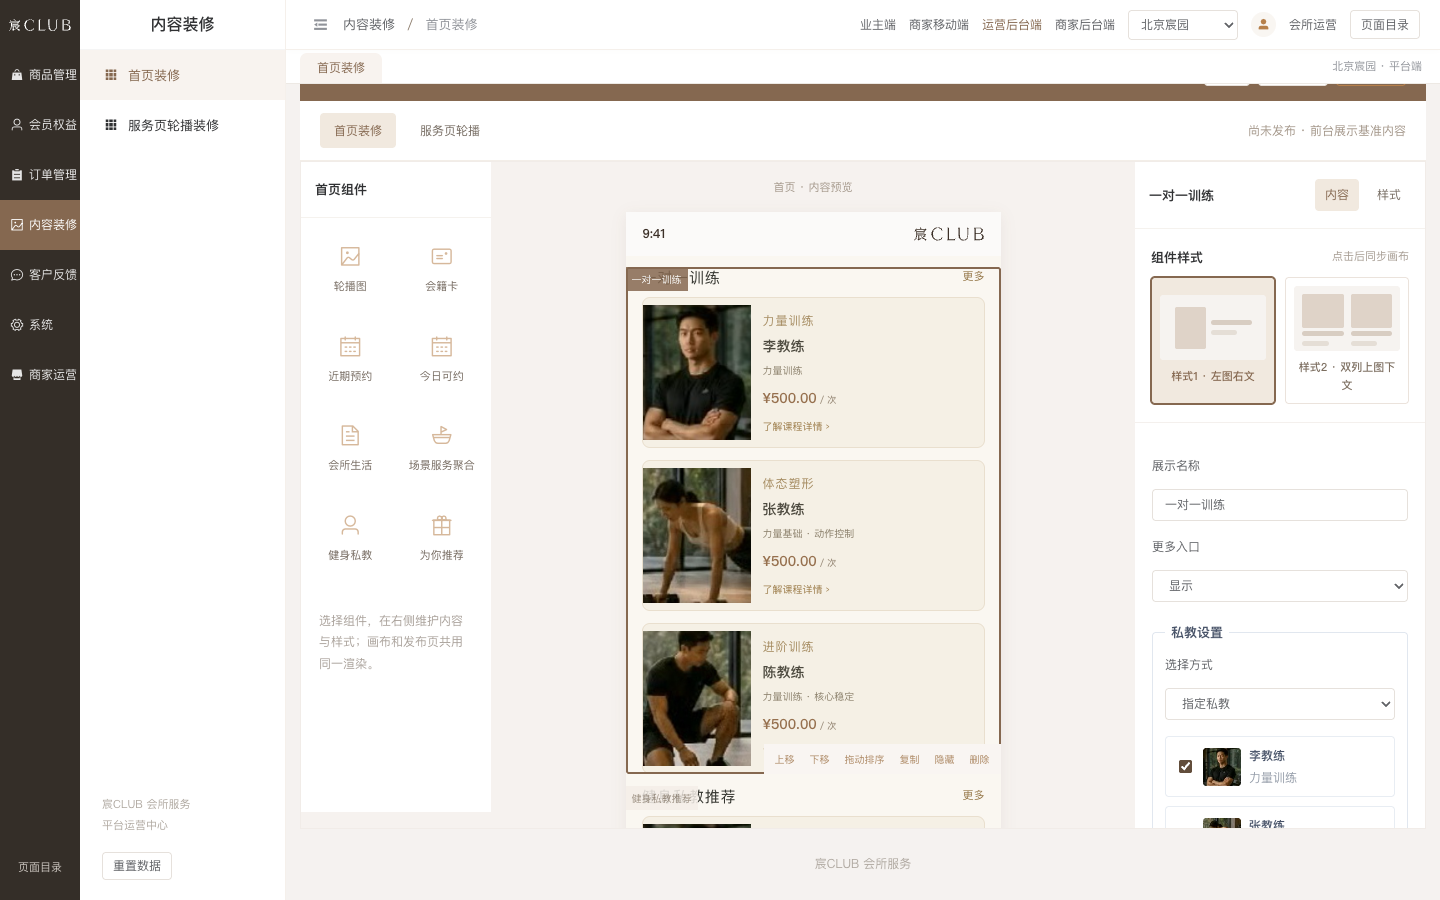 宸CLUB
商品管理
会员权益
订单管理
内容装修
客户反馈
系统
商家运营
页面目录
内容装修
首页装修
服务页轮播装修
宸CLUB 会所服务
平台运营中心
重置数据
内容装修 / 首页装修
业主端 商家移动端 运营后台端 商家后台端 北京宸园 会所运营 页面目录
首页装修
北京宸园 · 平台端
首页装修 服务页轮播
尚未发布 · 前台展示基准内容
首页组件
轮播图 会籍卡
近期预约 今日可约
会所生活 场景服务聚合
健身私教 为你推荐
选择组件，在右侧维护内容
与样式；画布和发布页共用
同一渲染。
首页 · 内容预览
9:41 宸CLUB
一对一训练 训练 更多
力量训练
李教练
力量训练
¥500.00 / 次
了解课程详情 ›
体态塑形
张教练
力量基础 · 动作控制
¥500.00 / 次
了解课程详情 ›
进阶训练
陈教练
力量训练 · 核心稳定
¥500.00 / 次
上移 下移 拖动排序 复制 隐藏 删除
健身私教推荐 教推荐 更多
一对一训练 内容 样式
组件样式 点击后同步画布
样式1 · 左图右文
样式2 · 双列上图下
文
展示名称
一对一训练
更多入口
显示
私教设置
选择方式
指定私教
李教练
力量训练
张教练
宸CLUB 会所服务